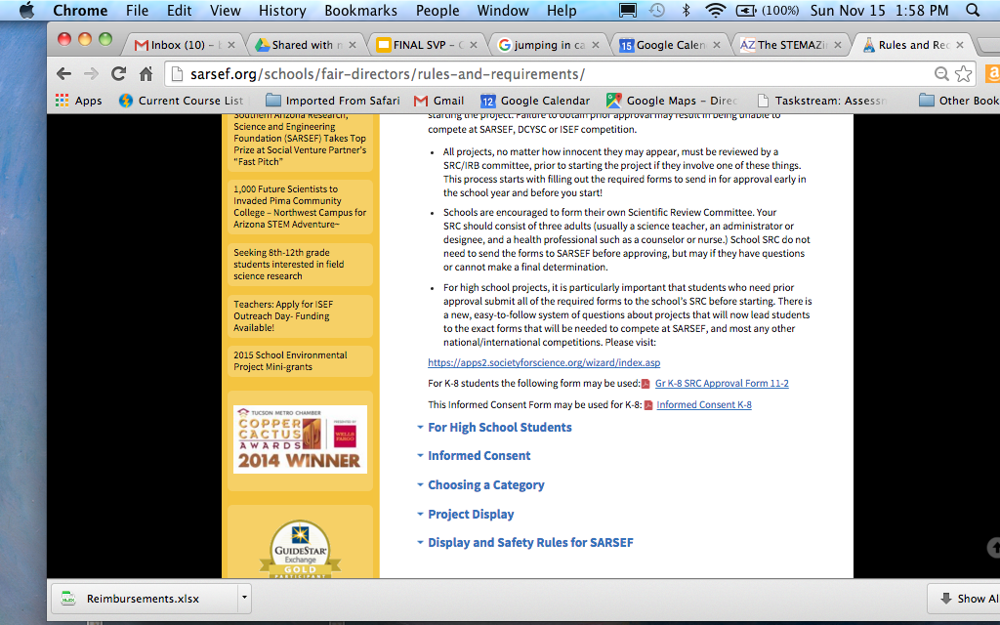 Chrome File Edit View History Bookmarks People Window Help (100%) Sun Nov 15 1:58 PM
Inbox (10) – Shared with FINAL SVP – jumping in ca Google Calen The STEMAZi Rules and Rec
sarsef.org/schools/fair-directors/rules-and-requirements/
Apps Current Course List Imported From Safari Gmail Google Calendar Google Maps – Direc Taskstream: Assess Other Book
Southern Arizona Research,
Science and Engineering
Foundation (SARSEF) Takes Top
Prize at Social Venture Partner's
"Fast Pitch"
1,000 Future Scientists to
Invaded Pima Community
College – Northwest Campus for
Arizona STEM Adventure~
Seeking 8th-12th grade
students interested in field
science research
Teachers: Apply for ISEF
Outreach Day- Funding
Available!
2015 School Environmental
Project Mini-grants
TUCSON METRO CHAMBER
COPPER
CACTUS
AWARDS
PRESENTED BY
WELLS
FARGO
2014 WINNER
GUIDESTAR
Exchange
GOLD
PARTICIPANT
starting the project. Failure to obtain prior approval may result in being unable to
compete at SARSEF, DCYSC or ISEF competition.
• All projects, no matter how innocent they may appear, must be reviewed by a
SRC/IRB committee, prior to starting the project if they involve one of these things.
This process starts with filling out the required forms to send in for approval early in
the school year and before you start!
• Schools are encouraged to form their own Scientific Review Committee. Your
SRC should consist of three adults (usually a science teacher, an administrator or
designee, and a health professional such as a counselor or nurse.) School SRC do not
need to send the forms to SARSEF before approving, but may if they have questions
or cannot make a final determination.
• For high school projects, it is particularly important that students who need prior
approval submit all of the required forms to the school's SRC before starting. There is
a new, easy-to-follow system of questions about projects that will now lead students
to the exact forms that will be needed to compete at SARSEF, and most any other
national/international competitions. Please visit:
https://apps2.societyforscience.org/wizard/index.asp
For K-8 students the following form may be used: Gr K-8 SRC Approval Form 11-2
This Informed Consent Form may be used for K-8: Informed Consent K-8
For High School Students
Informed Consent
Choosing a Category
Project Display
Display and Safety Rules for SARSEF
Reimbursements.xlsx
Show Al